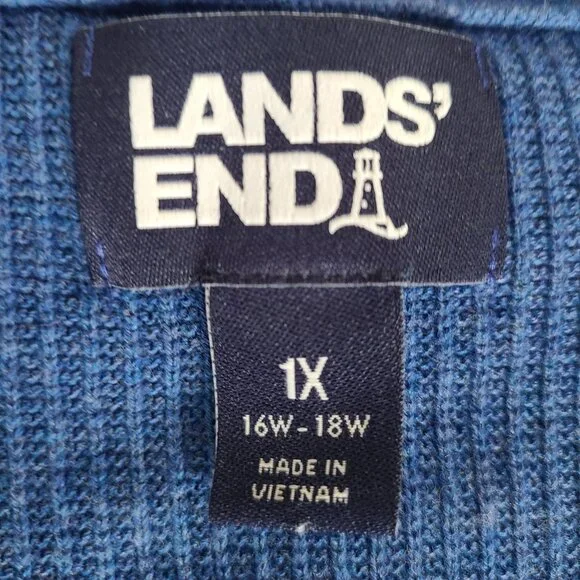 LANDS'
END
1X
16W-18W
MADE IN
VIETNAM